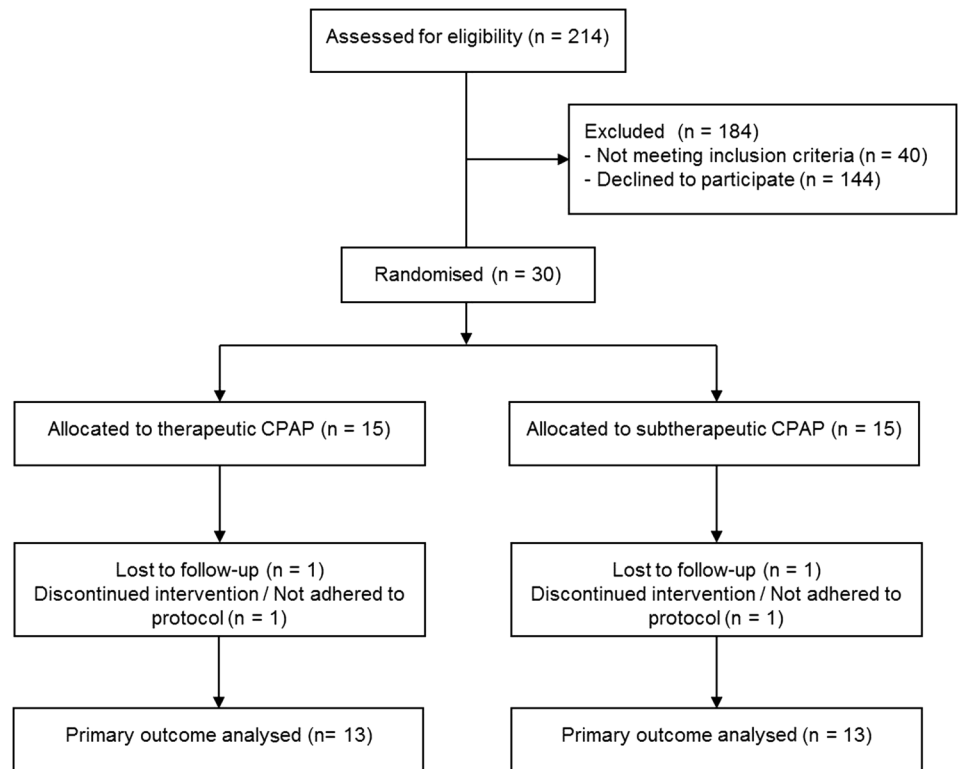 Assessed for eligibility (n = 214)
Excluded (n = 184)
- Not meeting inclusion criteria (n = 40)
- Declined to participate (n = 144)
Randomised (n = 30)
Allocated to therapeutic CPAP (n = 15)
Allocated to subtherapeutic CPAP (n = 15)
Lost to follow-up (n = 1)
Discontinued intervention / Not adhered to
protocol (n = 1)
Lost to follow-up (n = 1)
Discontinued intervention / Not adhered to
protocol (n = 1)
Primary outcome analysed (n= 13)
Primary outcome analysed (n = 13)